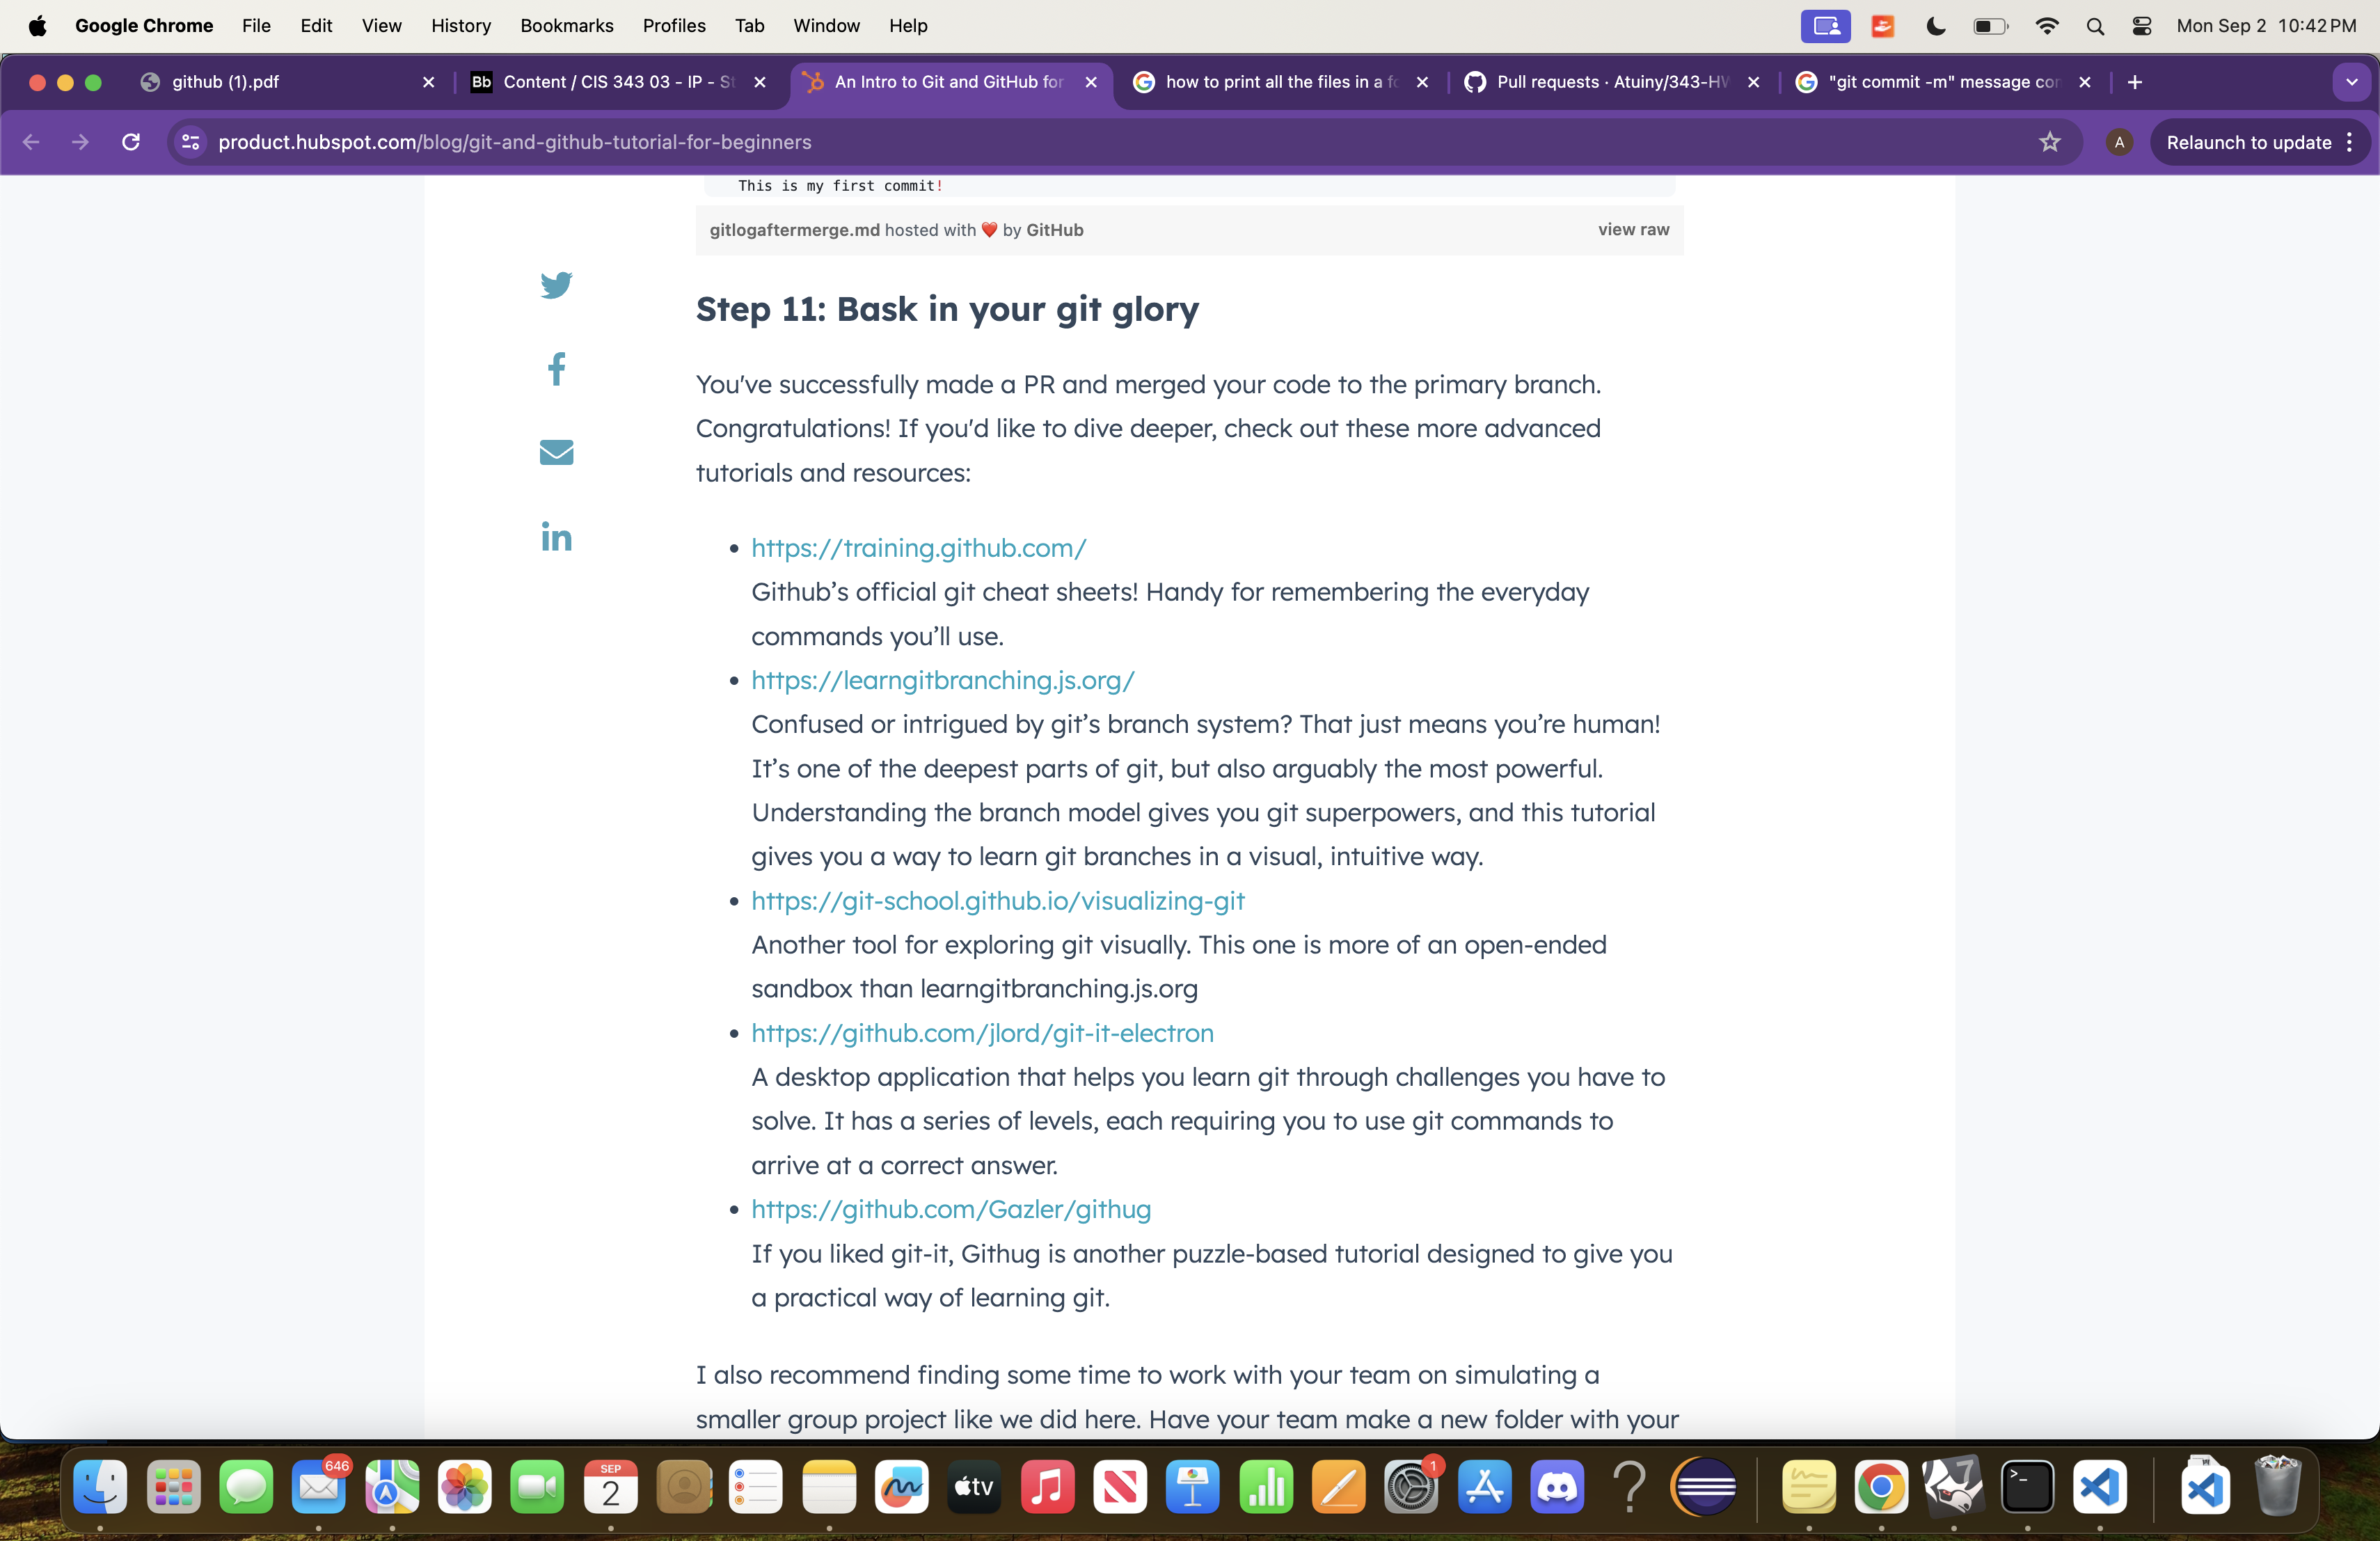 Google Chrome File Edit View History Bookmarks Profiles Tab Window Help Mon Sep 2 10:42 PM
github (1).pdf Bb Content / CIS 343 03 - IP - St An Intro to Git and GitHub for how to print all the files in a fo Pull requests · Atuiny/343-HW "git commit -m" message con
product.hubspot.com/blog/git-and-github-tutorial-for-beginners A Relaunch to update
This is my first commit!
gitlogaftermerge.md hosted with ❤ by GitHub view raw
Step 11: Bask in your git glory
You've successfully made a PR and merged your code to the primary branch.
Congratulations! If you'd like to dive deeper, check out these more advanced
tutorials and resources:
https://training.github.com/
Github’s official git cheat sheets! Handy for remembering the everyday
commands you’ll use.
https://learngitbranching.js.org/
Confused or intrigued by git’s branch system? That just means you’re human!
It’s one of the deepest parts of git, but also arguably the most powerful.
Understanding the branch model gives you git superpowers, and this tutorial
gives you a way to learn git branches in a visual, intuitive way.
https://git-school.github.io/visualizing-git
Another tool for exploring git visually. This one is more of an open-ended
sandbox than learngitbranching.js.org
https://github.com/jlord/git-it-electron
A desktop application that helps you learn git through challenges you have to
solve. It has a series of levels, each requiring you to use git commands to
arrive at a correct answer.
https://github.com/Gazler/githug
If you liked git-it, Githug is another puzzle-based tutorial designed to give you
a practical way of learning git.
I also recommend finding some time to work with your team on simulating a
smaller group project like we did here. Have your team make a new folder with your
646 SEP 2 tv 1 7